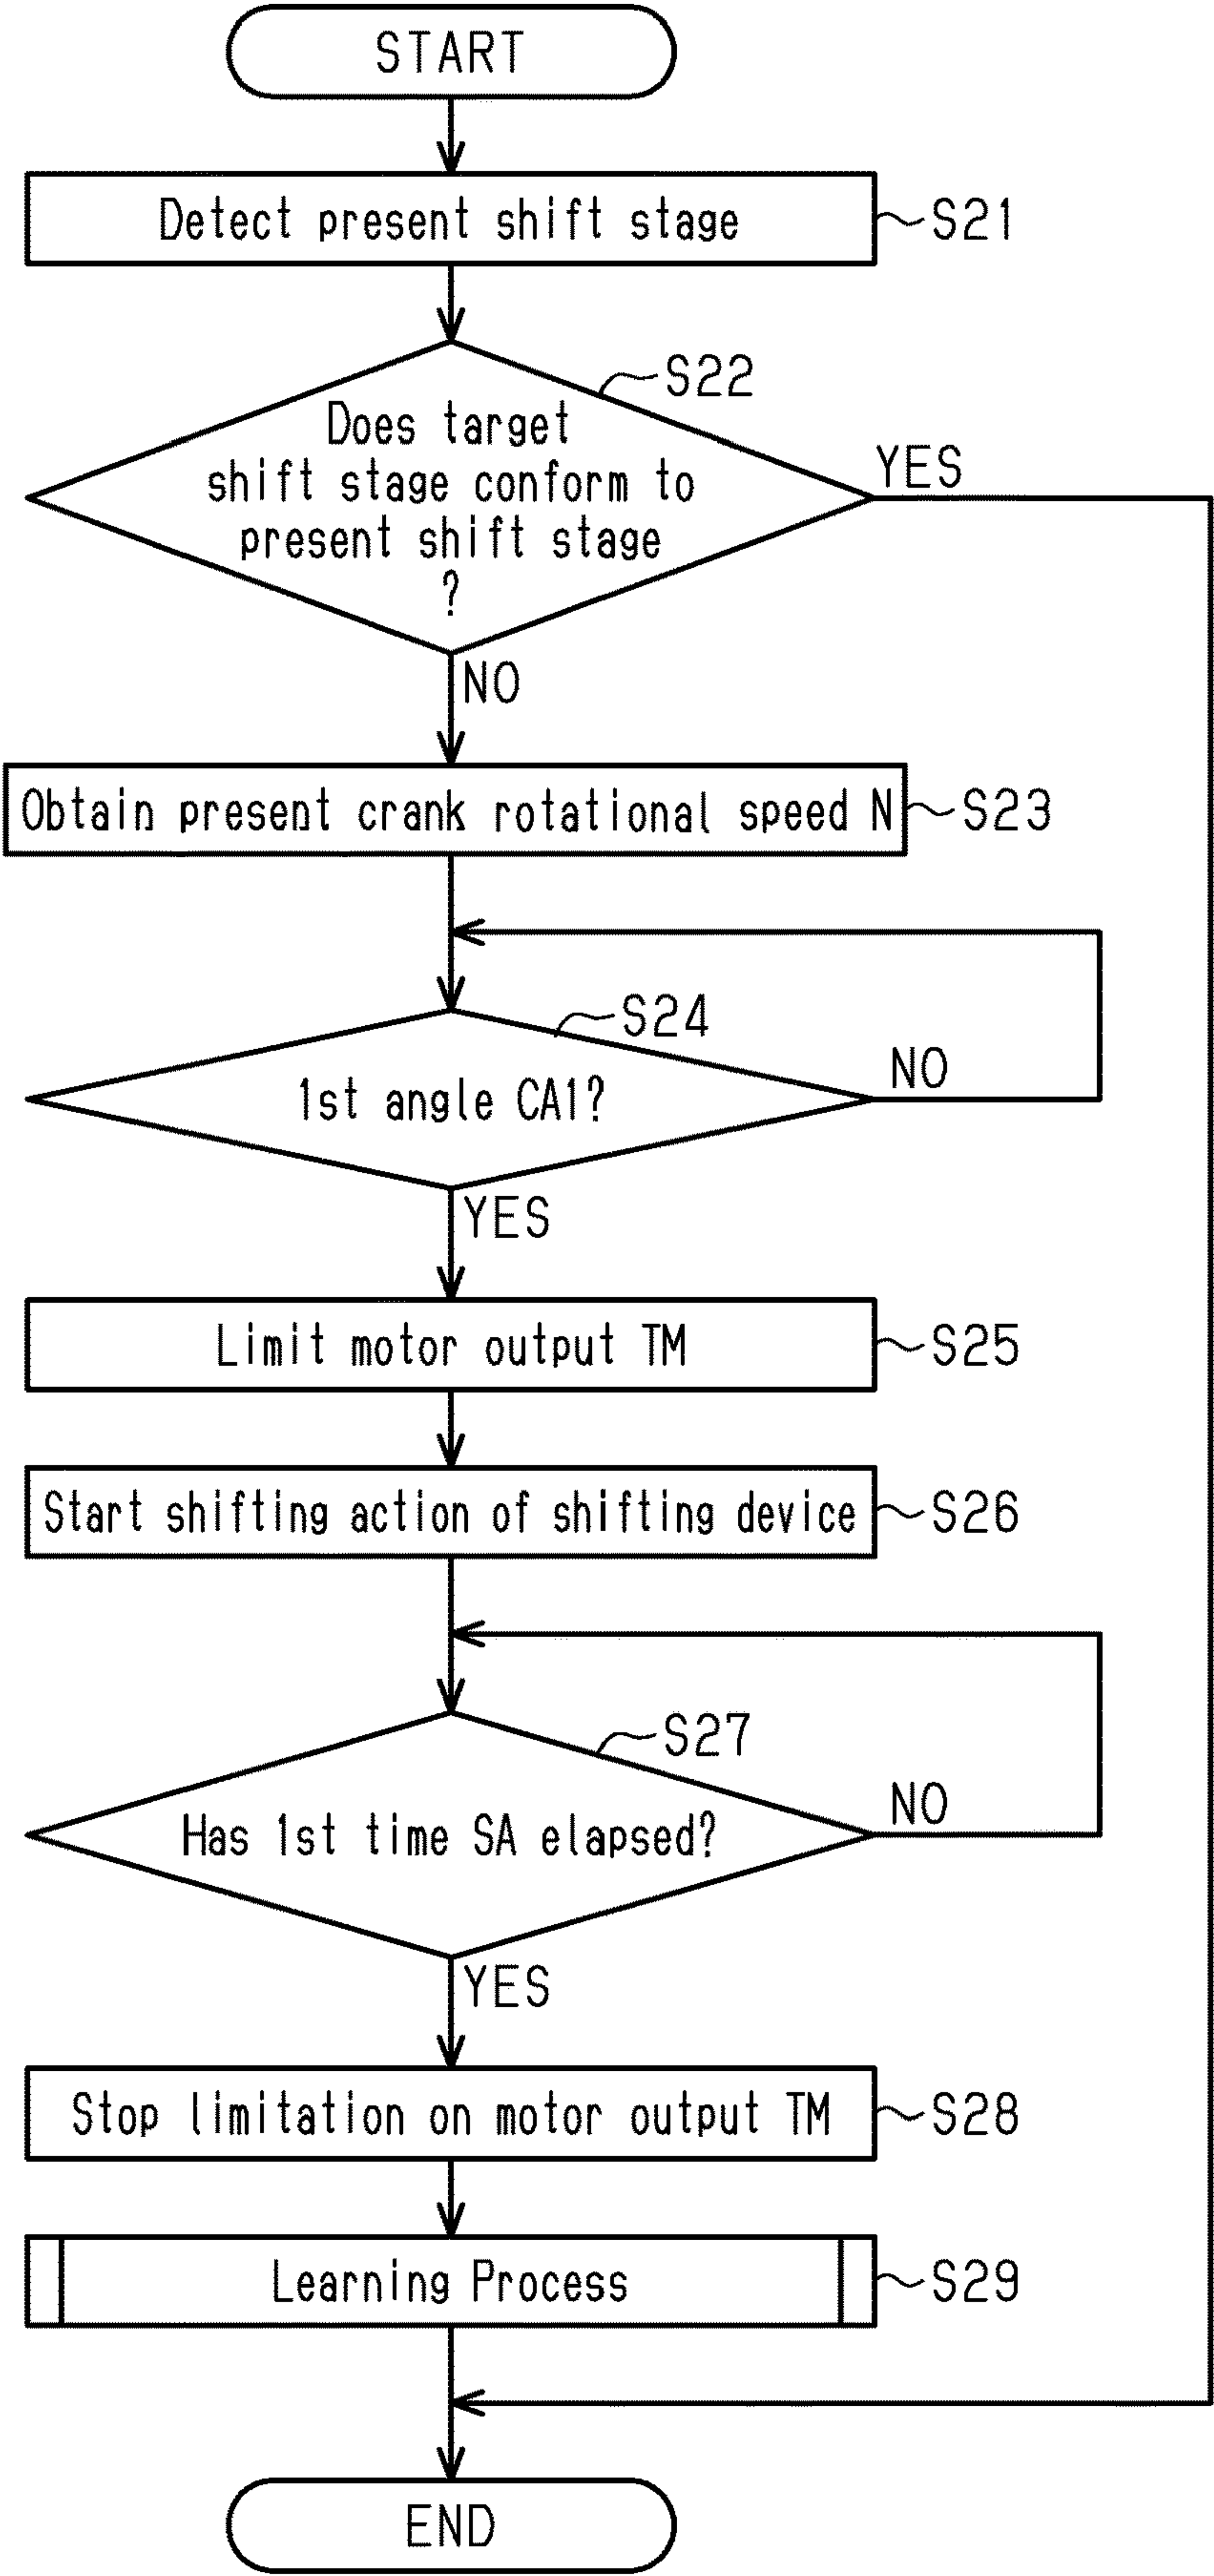 START
Detect present shift stage
S21
S22
Does target
shift stage conform to
present shift stage
?
YES
NO
Obtain present crank rotational speed N
S23
S24
1st angle CA1?
NO
YES
Limit motor output TM
S25
Start shifting action of shifting device
S26
S27
Has 1st time SA elapsed?
NO
YES
Stop limitation on motor output TM
S28
Learning Process
S29
END